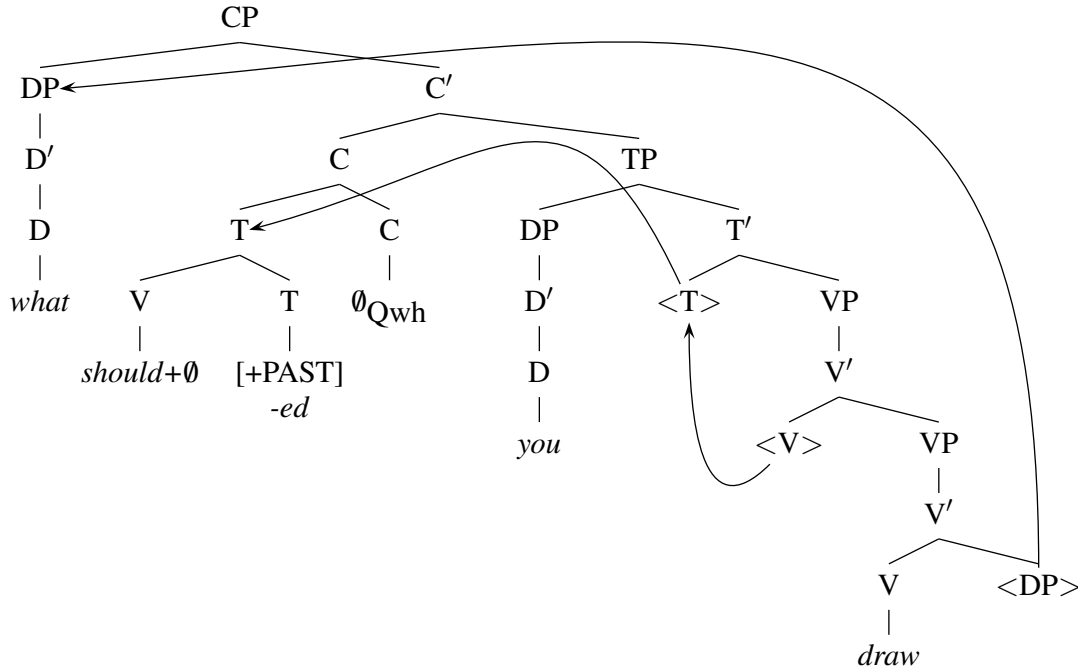 CP
DP C′
D′ C TP
D T C DP T′
what V T ∅Qwh D′ <T> VP
should+∅ [+PAST] D V′
-ed
you <V> VP
V′
V <DP>
draw